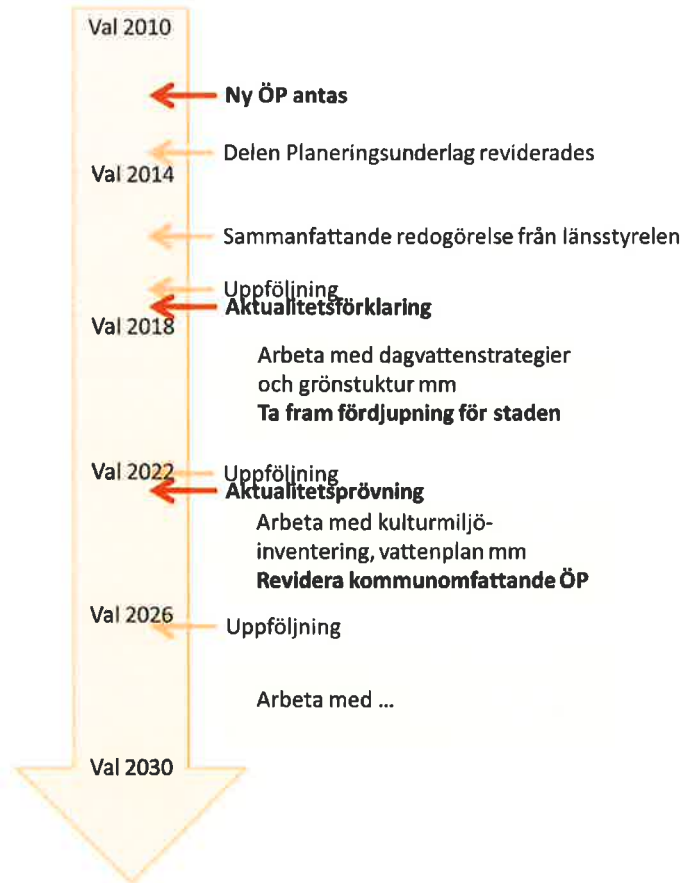 Val 2010
Ny ÖP antas
Delen Planeringsunderlag reviderades
Val 2014
Sammanfattande redogörelse från länsstyrelen
Uppföljning
Aktualitetsförklaring
Val 2018
Arbeta med dagvattenstrategier
och grönstuktur mm
Ta fram fördjupning för staden
Val 2022
Uppföljning
Aktualitetsprövning
Arbeta med kulturmiljö-
inventering, vattenplan mm
Revidera kommunomfattande ÖP
Val 2026
Uppföljning
Arbeta med ...
Val 2030